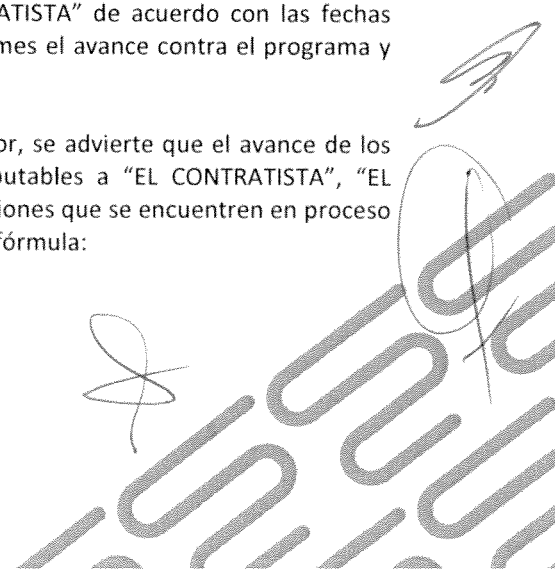 ATISTA" de acuerdo con las fechas
mes el avance contra el programa y
or, se advierte que el avance de los
putables a "EL CONTRATISTA", "EL
iones que se encuentren en proceso
fórmula: